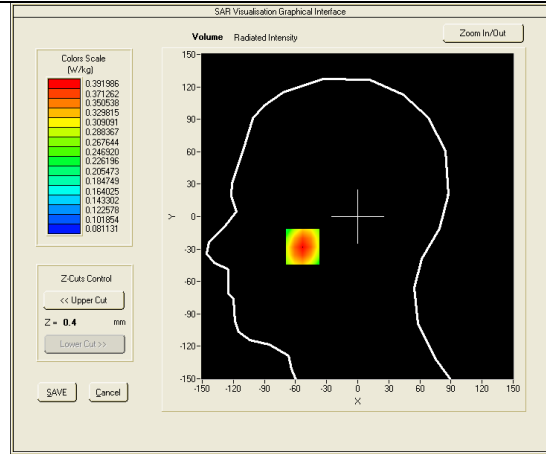 SAR Visualisation Graphical Interface
Volume Radiated Intensity
Zoom In/Out
Colors Scale
(W/kg)
0.391986
0.371262
0.350538
0.329815
0.309091
0.288367
0.267644
0.246920
0.226196
0.205473
0.184749
0.164025
0.143302
0.122578
0.101854
0.081131
Z-Cuts Control
<< Upper Cut
Z = 0.4 mm
Lower Cut >>
SAVE Cancel
150
120
90
60
30
0
-30
-60
-90
-120
-150
Y
-150 -120 -90 -60 -30 0 30 60 90 120 150
X